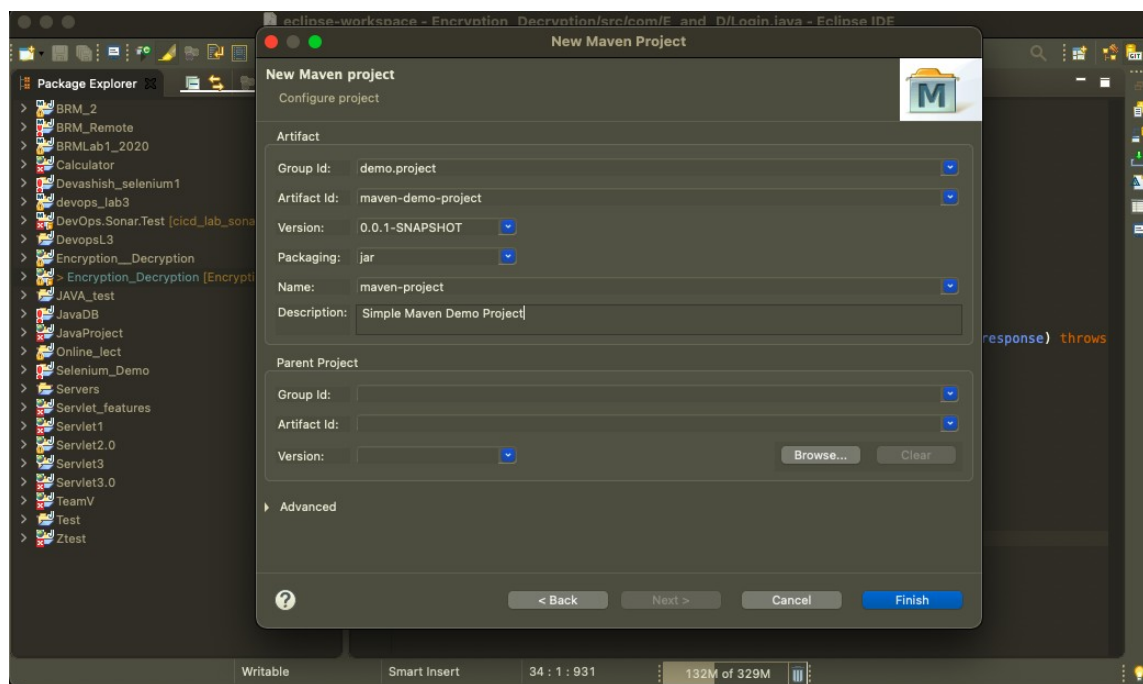 eclipse-workspace - Encryption_Decryption/src/com/E_and_D/Login.java - Eclipse IDE
New Maven Project
Package Explorer
BRM_2
BRM_Remote
BRMLab1_2020
Calculator
Devashish_selenium1
devops_lab3
DevOps.Sonar.Test [cicd_lab_sona
DevopsL3
Encryption__Decryption
> Encryption_Decryption [Encrypti
JAVA_test
JavaDB
JavaProject
Online_lect
Selenium_Demo
Servers
Servlet_features
Servlet1
Servlet2.0
Servlet3
Servlet3.0
TeamV
Test
Ztest
New Maven project
Configure project
M
Artifact
Group Id: demo.project
Artifact Id: maven-demo-project
Version: 0.0.1-SNAPSHOT
Packaging: jar
Name: maven-project
Description: Simple Maven Demo Project
Parent Project
Group Id:
Artifact Id:
Version: Browse... Clear
Advanced
? < Back Next > Cancel Finish
response) throws
GIT
Writable Smart Insert 34 : 1 : 931 132M of 329M